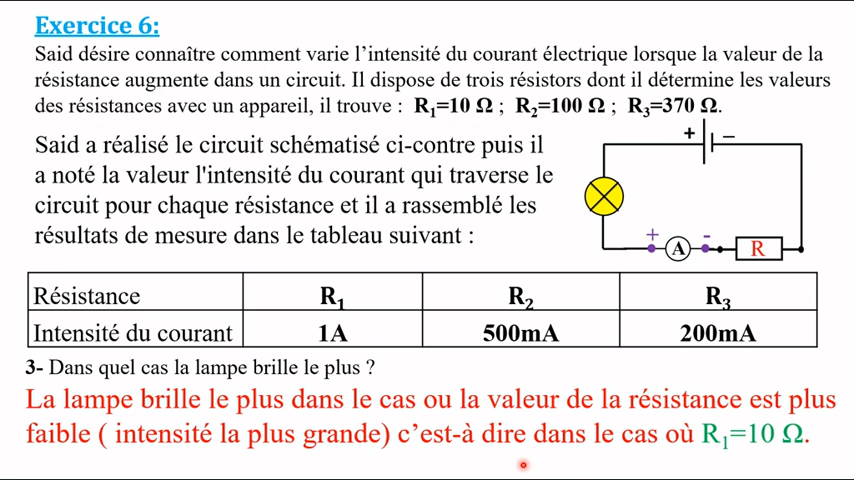 Exercice 6:
Said désire connaître comment varie l’intensité du courant électrique lorsque la valeur de la
résistance augmente dans un circuit. Il dispose de trois résistors dont il détermine les valeurs
des résistances avec un appareil, il trouve : R₁=10 Ω ; R₂=100 Ω ; R₃=370 Ω.
Said a réalisé le circuit schématisé ci-contre puis il
a noté la valeur l'intensité du courant qui traverse le
circuit pour chaque résistance et il a rassemblé les
résultats de mesure dans le tableau suivant :
+ −
+ A - R
Résistance R₁ R₂ R₃
Intensité du courant 1A 500mA 200mA
3- Dans quel cas la lampe brille le plus ?
La lampe brille le plus dans le cas ou la valeur de la résistance est plus
faible ( intensité la plus grande) c’est-à dire dans le cas où R₁=10 Ω.